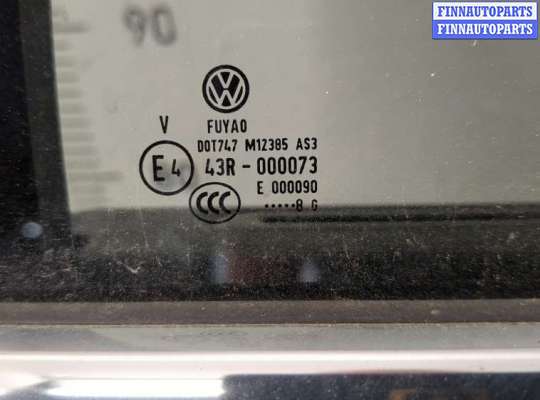 FINNAUTOPARTS
FINNAUTOPARTS
90
V FUYAO
DOT747 M12385 AS3
E4 43R-000073
E 000090
CCC •••••8 G